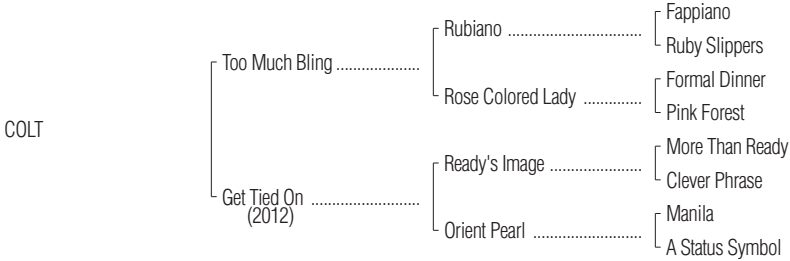 Fappiano
Rubiano ................................
Ruby Slippers
Too Much Bling ....................
Formal Dinner
Rose Colored Lady ..............
Pink Forest
COLT
More Than Ready
Ready's Image ......................
Clever Phrase
Get Tied On ..........................
(2012)
Manila
Orient Pearl ..........................
A Status Symbol